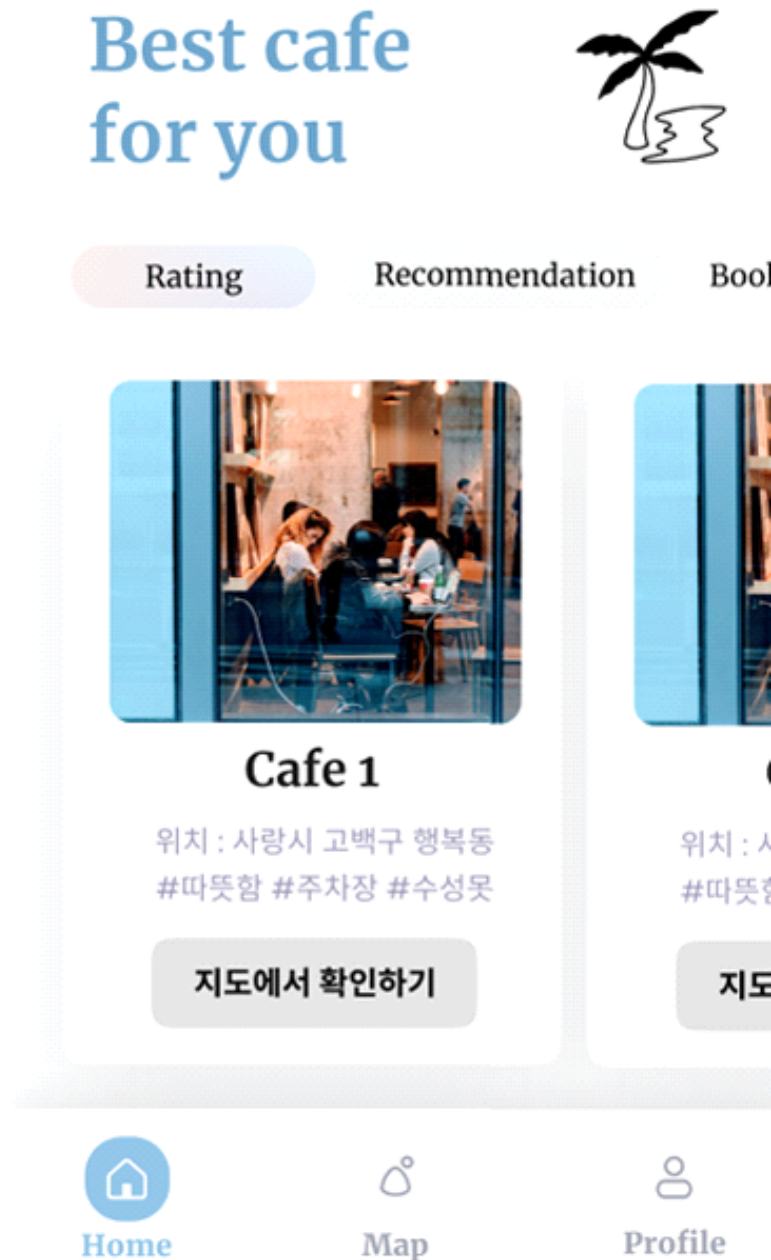 Best cafe
for you
Rating Recommendation
Cafe 1
위치 : 사랑시 고백구 행복동
#따뜻함 #주차장 #수성못
지도에서 확인하기
위치 :
Home Map Profile